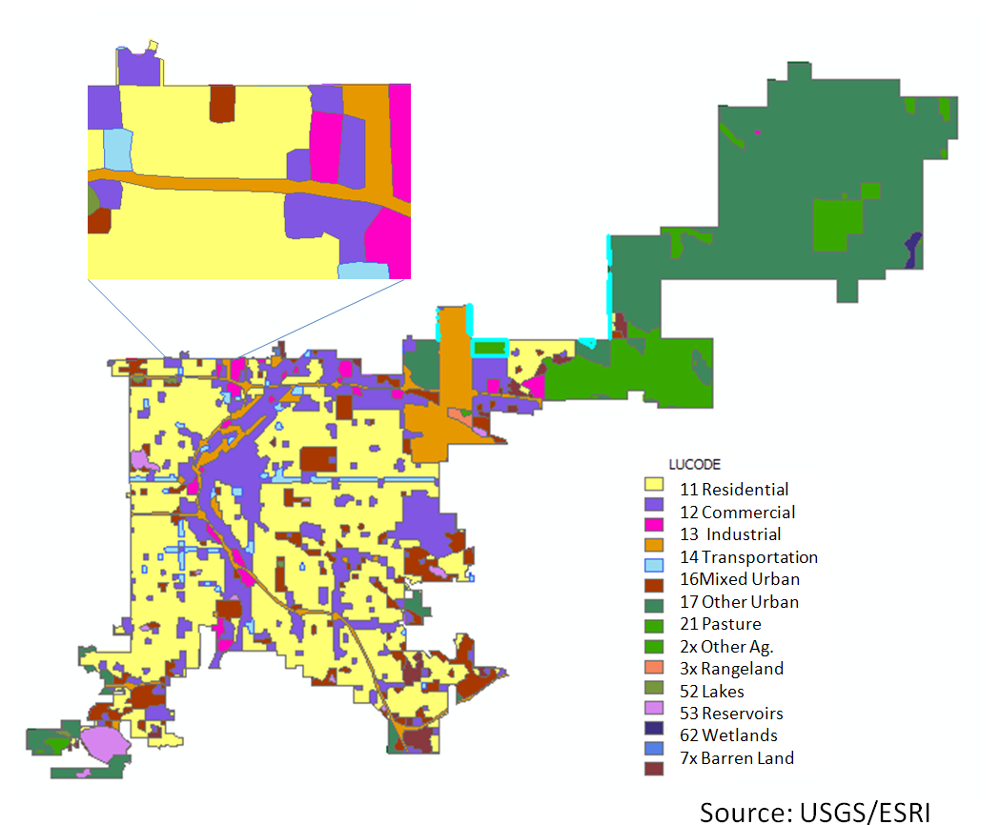 LUCODE
11 Residential
12 Commercial
13 Industrial
14 Transportation
16Mixed Urban
17 Other Urban
21 Pasture
2x Other Ag.
3x Rangeland
52 Lakes
53 Reservoirs
62 Wetlands
7x Barren Land
Source: USGS/ESRI